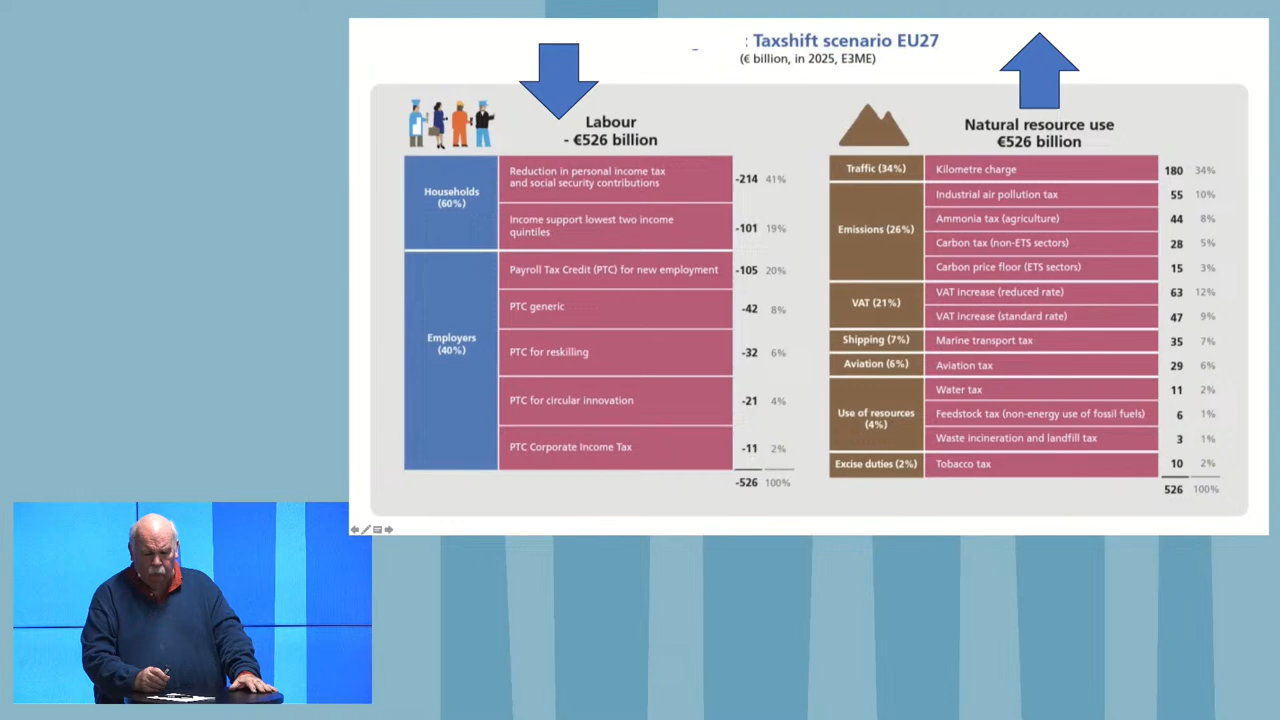 : Taxshift scenario EU27
(€ billion, in 2025, E3ME)
Labour
- €526 billion
Households
(60%)
Reduction in personal income tax
and social security contributions
-214 41%
Income support lowest two income
quintiles
-101 19%
Employers
(40%)
Payroll Tax Credit (PTC) for new employment
-105 20%
PTC generic
-42 8%
PTC for reskilling
-32 6%
PTC for circular innovation
-21 4%
PTC Corporate Income Tax
-11 2%
-526 100%
Natural resource use
€526 billion
Traffic (34%)
Kilometre charge 180 34%
Emissions (26%)
Industrial air pollution tax 55 10%
Ammonia tax (agriculture) 44 8%
Carbon tax (non-ETS sectors) 28 5%
Carbon price floor (ETS sectors) 15 3%
VAT (21%)
VAT increase (reduced rate) 63 12%
VAT increase (standard rate) 47 9%
Shipping (7%)
Marine transport tax 35 7%
Aviation (6%)
Aviation tax 29 6%
Use of resources
(4%)
Water tax 11 2%
Feedstock tax (non-energy use of fossil fuels) 6 1%
Waste incineration and landfill tax 3 1%
Excise duties (2%)
Tobacco tax 10 2%
526 100%